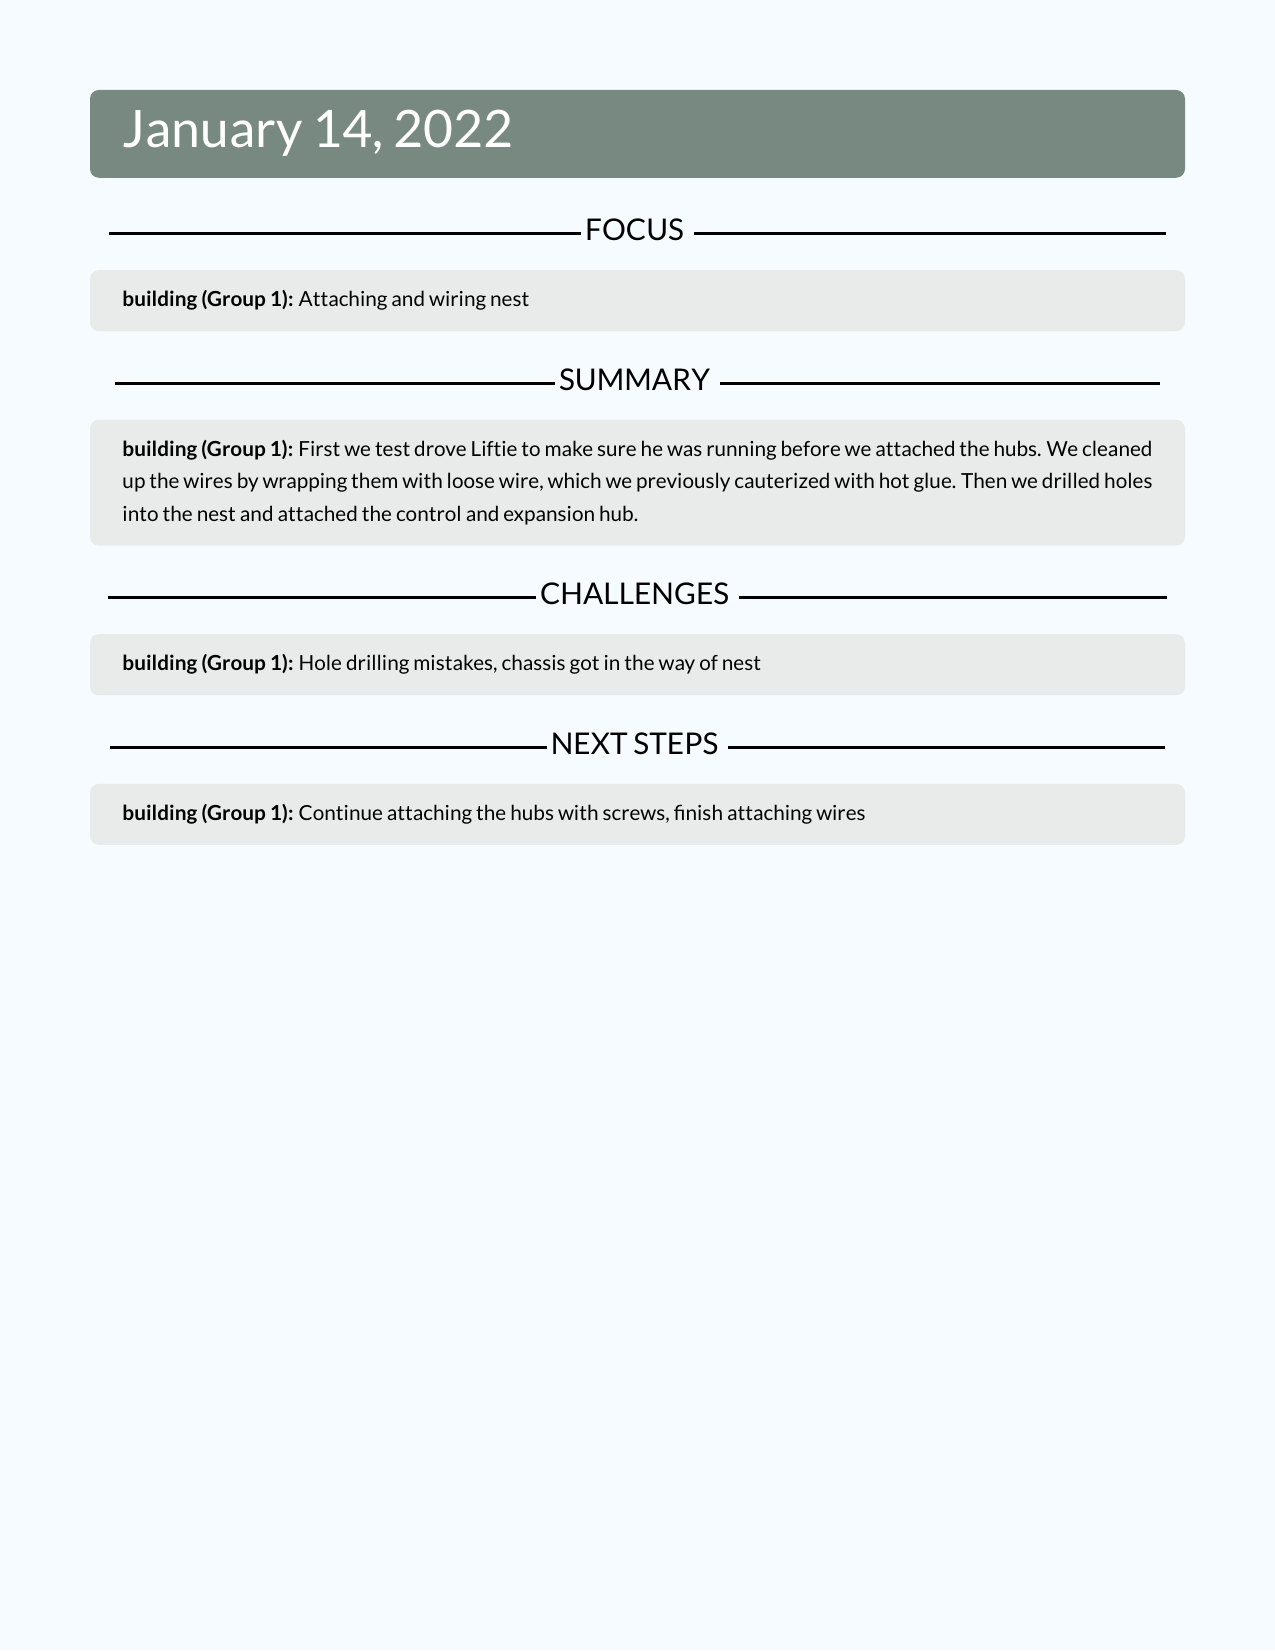 January 14, 2022
FOCUS
building (Group 1): Attaching and wiring nest
SUMMARY
building (Group 1): First we test drove Liftie to make sure he was running before we attached the hubs. We cleaned
up the wires by wrapping them with loose wire, which we previously cauterized with hot glue. Then we drilled holes
into the nest and attached the control and expansion hub.
CHALLENGES
building (Group 1): Hole drilling mistakes, chassis got in the way of nest
NEXT STEPS
building (Group 1): Continue attaching the hubs with screws, finish attaching wires